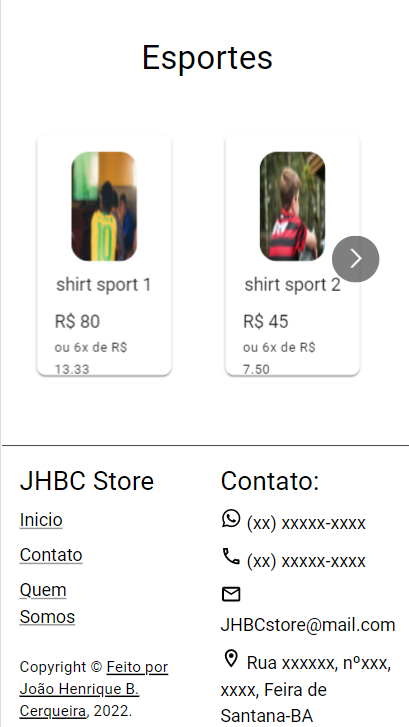 Esportes
shirt sport 1
R$ 80
ou 6x de R$
13.33
shirt sport 2
R$ 45
ou 6x de R$
7.50
JHBC Store
Inicio
Contato
Quem
Somos
Copyright © Feito por
João Henrique B.
Cerqueira, 2022.
Contato:
(xx) xxxxx-xxxx
(xx) xxxxx-xxxx
JHBCstore@mail.com
Rua xxxxxx, nºxxx,
xxxx, Feira de
Santana-BA